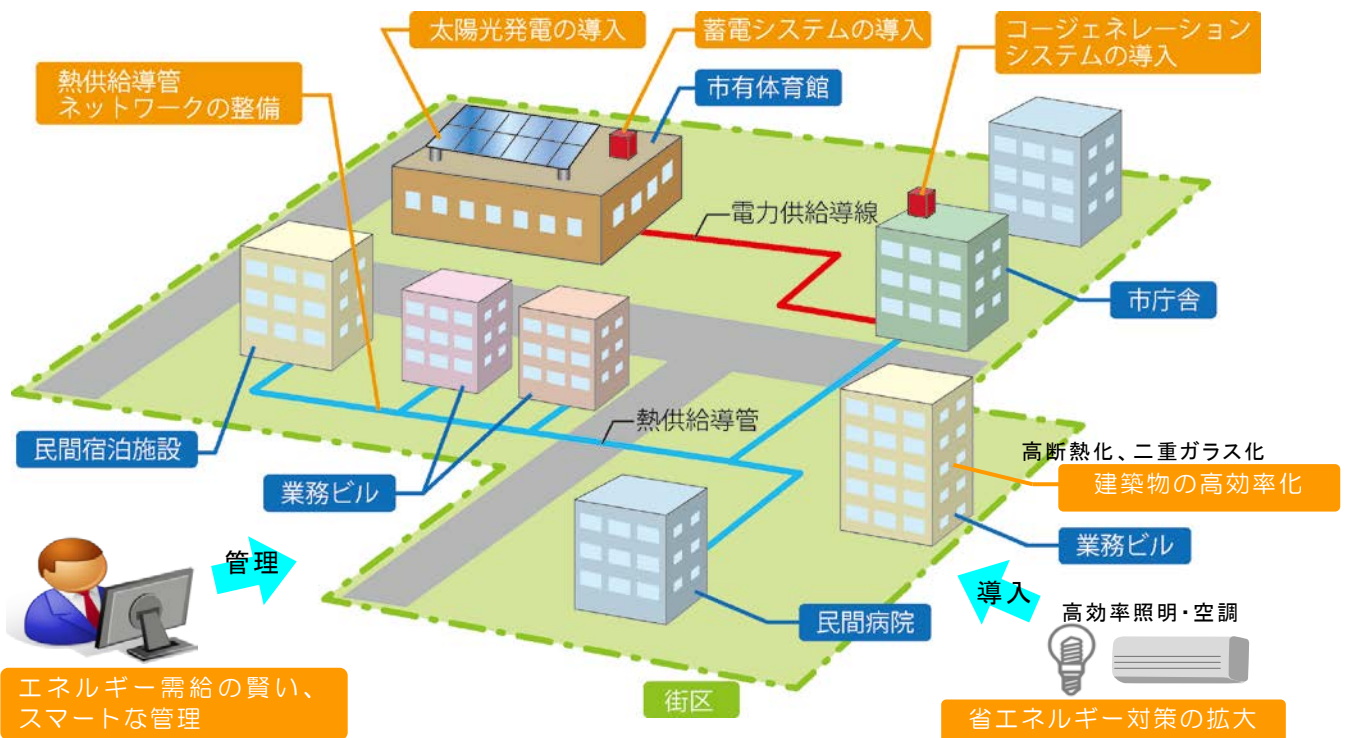 太陽光発電の導入
蓄電システムの導入
コージェネレーション
システムの導入
熱供給導管
ネットワークの整備
市有体育館
電力供給導線
市庁舎
熱供給導管
民間宿泊施設
業務ビル
高断熱化、二重ガラス化
建築物の高効率化
業務ビル
管理
導入
高効率照明・空調
民間病院
エネルギー需給の賢い、
スマートな管理
街区
省エネルギー対策の拡大